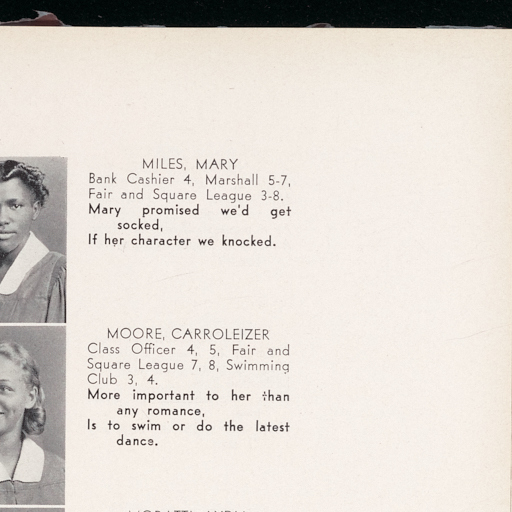 MILES, MARY
Bank Cashier 4, Marshall 5-7,
Fair and Square League 3-8.
Mary promised we'd get
socked,
If her character we knocked.
MOORE, CARROLEIZER
Class Officer 4, 5, Fair and
Square League 7, 8, Swimming
Club 3, 4.
More important to her than
any romance,
Is to swim or do the latest
dance.